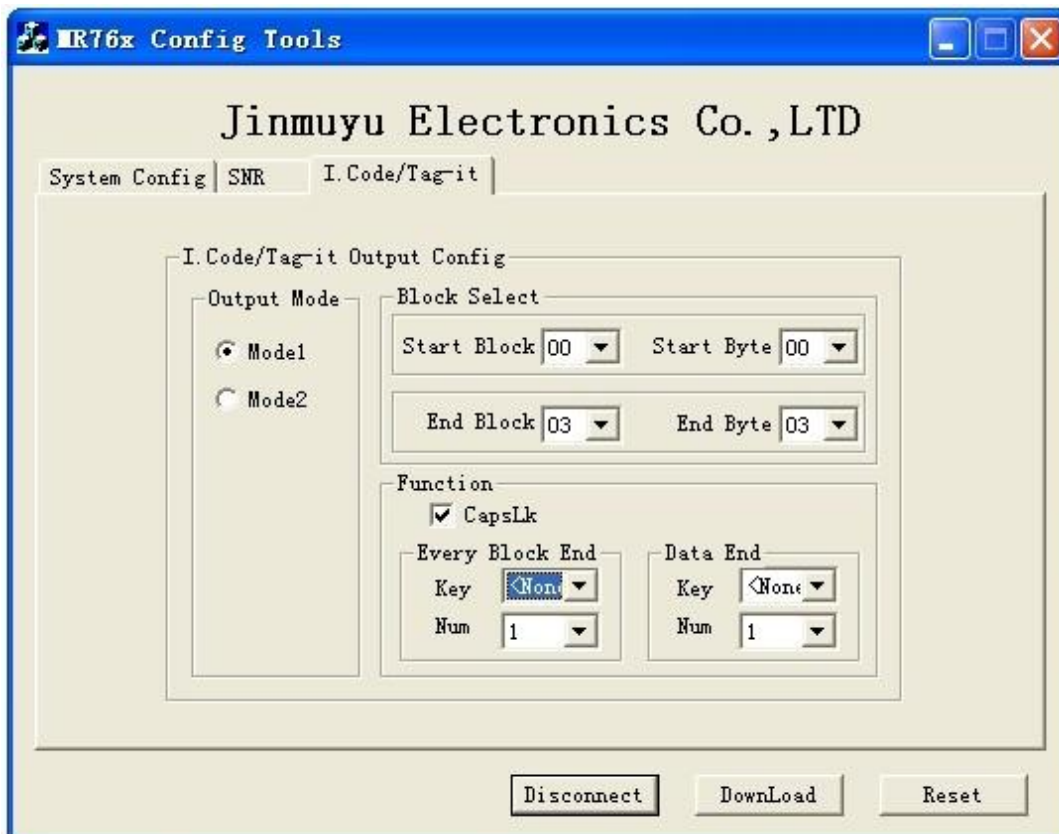 MR76x Config Tools
Jinmuyu Electronics Co.,LTD
System Config SNR I.Code/Tag-it
I.Code/Tag-it Output Config
Output Mode
Mode1
Mode2
Block Select
Start Block 00 Start Byte 00
End Block 03 End Byte 03
Function
CapsLk
Every Block End
Key <None
Num 1
Data End
Key <None
Num 1
Disconnect DownLoad Reset